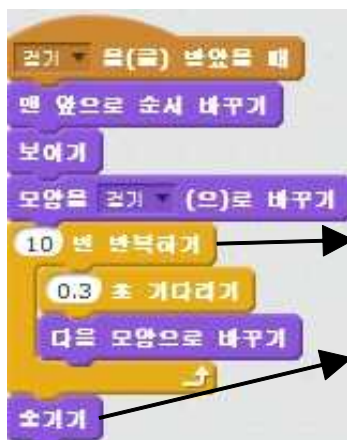 걷기 을(를) 받았을 때
맨 앞으로 순서 바꾸기
보이기
모양을 걷기 (으)로 바꾸기
10 번 반복하기
0.3 초 기다리기
다음 모양으로 바꾸기
숨기기